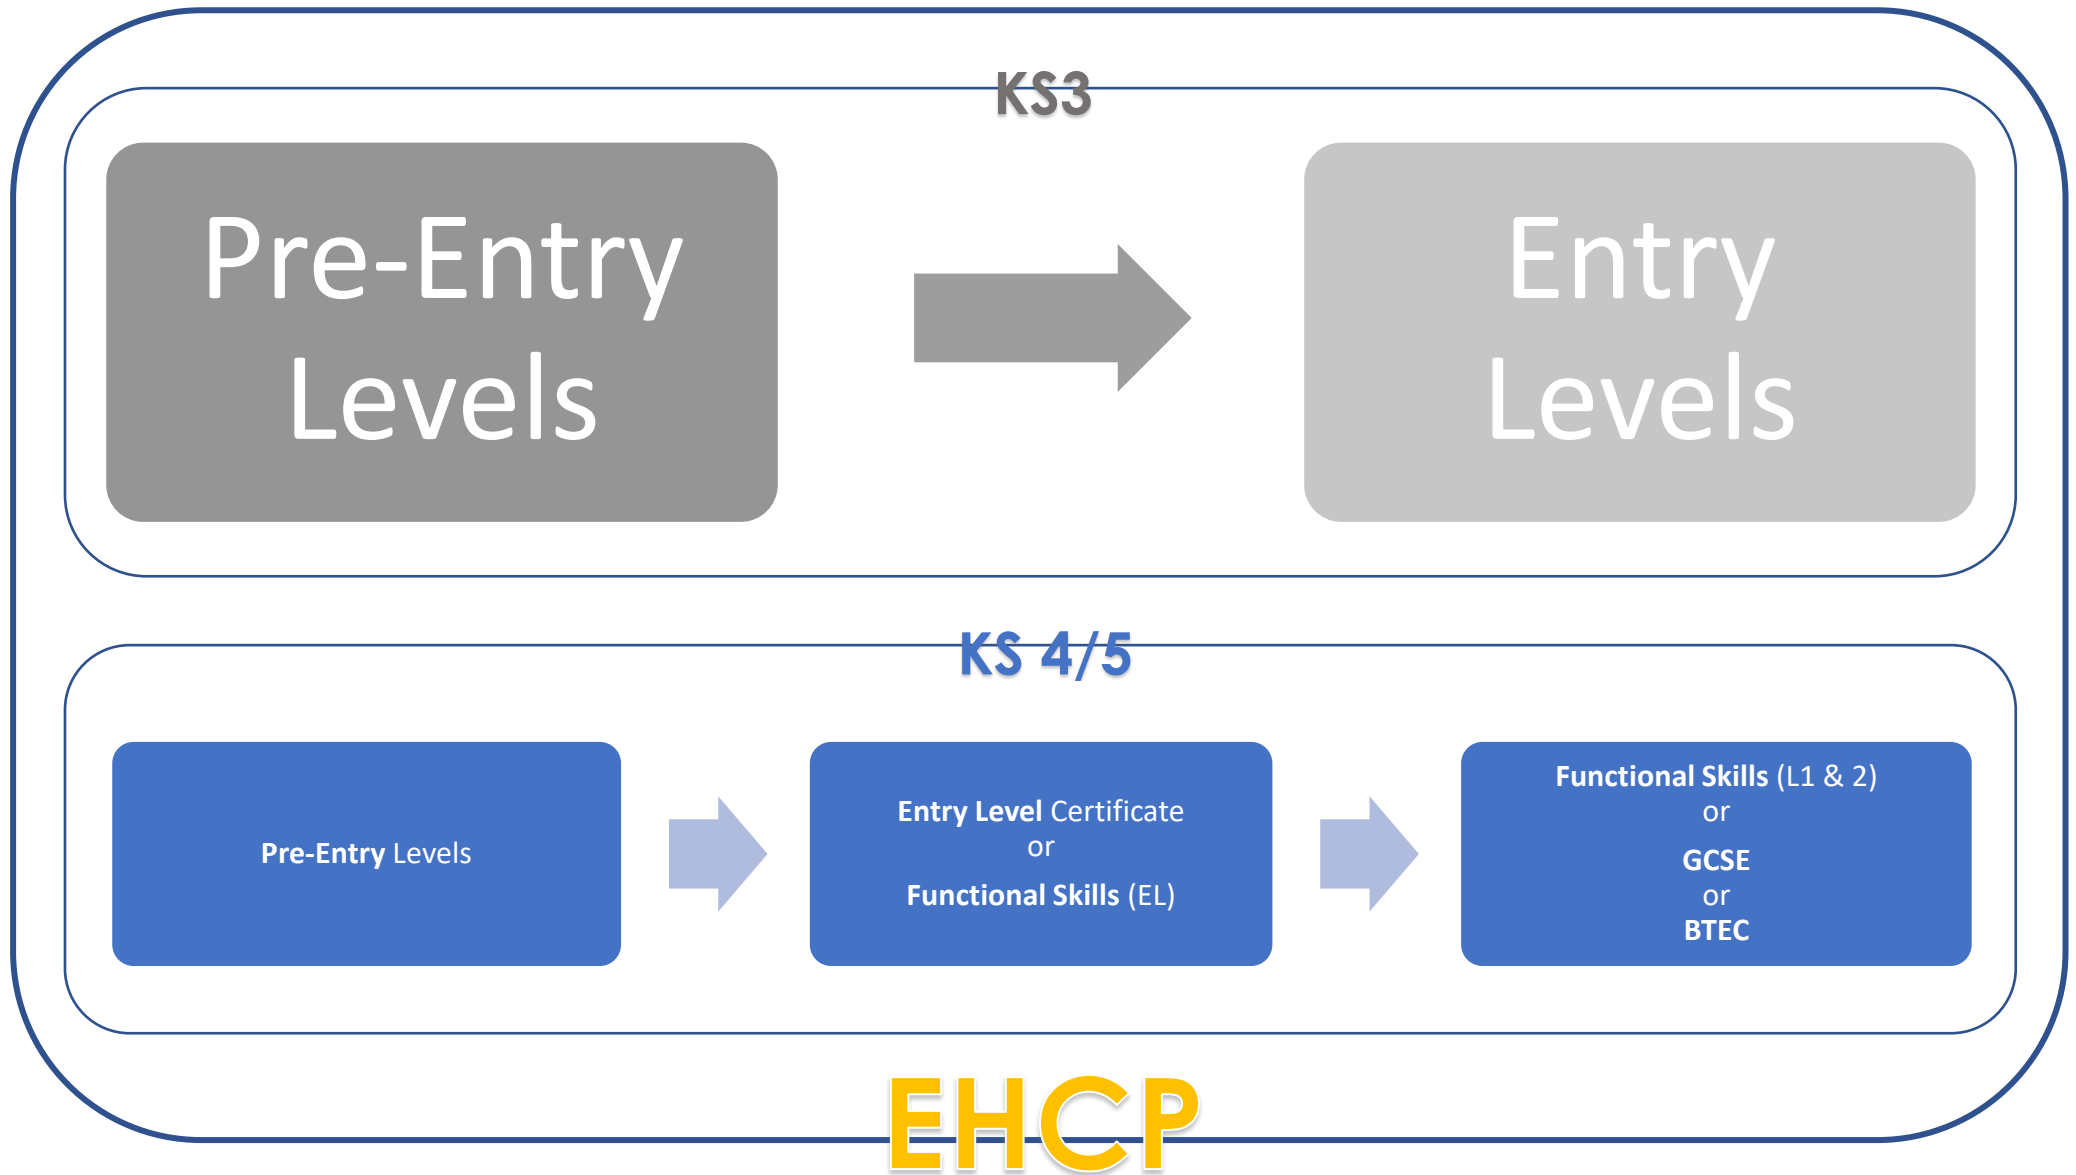 KS3
Pre-Entry
Levels
Entry
Levels
KS 4/5
Pre-Entry Levels
Entry Level Certificate
or
Functional Skills (EL)
Functional Skills (L1 & 2)
or
GCSE
or
BTEC
EHCP